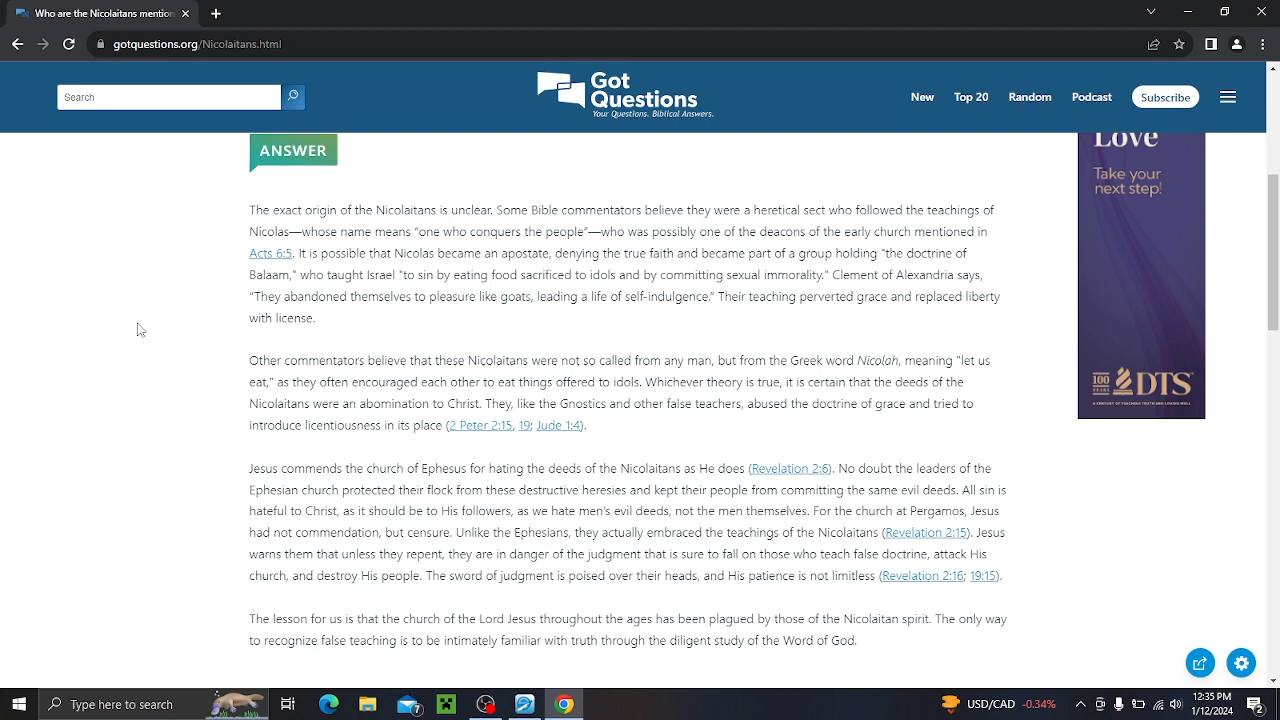 Who are the Nicolaitans mention
gotquestions.org/Nicolaitans.html
Search
Got
Questions
Your Questions. Biblical Answers.
New
Top 20
Random
Podcast
Subscribe
ANSWER
The exact origin of the Nicolaitans is unclear. Some Bible commentators believe they were a heretical sect who followed the teachings of
Nicolas—whose name means “one who conquers the people”—who was possibly one of the deacons of the early church mentioned in
Acts 6:5. It is possible that Nicolas became an apostate, denying the true faith and became part of a group holding "the doctrine of
Balaam," who taught Israel "to sin by eating food sacrificed to idols and by committing sexual immorality." Clement of Alexandria says,
“They abandoned themselves to pleasure like goats, leading a life of self-indulgence.” Their teaching perverted grace and replaced liberty
with license.
Other commentators believe that these Nicolaitans were not so called from any man, but from the Greek word Nicolah, meaning "let us
eat," as they often encouraged each other to eat things offered to idols. Whichever theory is true, it is certain that the deeds of the
Nicolaitans were an abomination to Christ. They, like the Gnostics and other false teachers, abused the doctrine of grace and tried to
introduce licentiousness in its place (2 Peter 2:15, 19; Jude 1:4).
Jesus commends the church of Ephesus for hating the deeds of the Nicolaitans as He does (Revelation 2:6). No doubt the leaders of the
Ephesian church protected their flock from these destructive heresies and kept their people from committing the same evil deeds. All sin is
hateful to Christ, as it should be to His followers, as we hate men’s evil deeds, not the men themselves. For the church at Pergamos, Jesus
had not commendation, but censure. Unlike the Ephesians, they actually embraced the teachings of the Nicolaitans (Revelation 2:15). Jesus
warns them that unless they repent, they are in danger of the judgment that is sure to fall on those who teach false doctrine, attack His
church, and destroy His people. The sword of judgment is poised over their heads, and His patience is not limitless (Revelation 2:16; 19:15).
The lesson for us is that the church of the Lord Jesus throughout the ages has been plagued by those of the Nicolaitan spirit. The only way
to recognize false teaching is to be intimately familiar with truth through the diligent study of the Word of God.
Love
Take your
next step!
100
YEARS
DTS
A CENTURY OF TEACHING TRUTH AND LOVING WELL
Type here to search
7
USD/CAD -0.34%
12:35 PM
1/12/2024
2